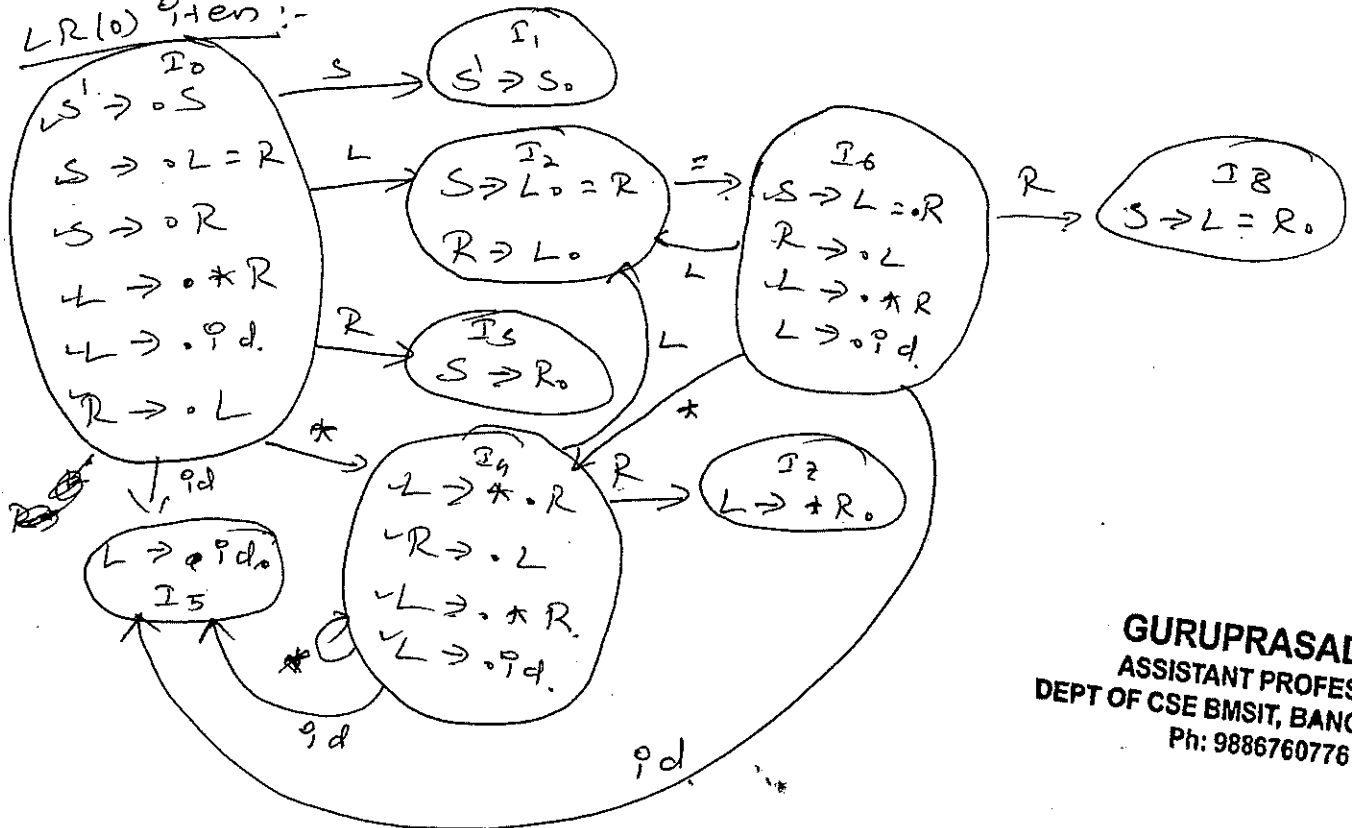 LR(0) items:-
I0
S' → .S
S → .L = R
S → .R
L → .*R
L → .id.
R → .L
S
I1
S' → S.
L
I2
S → L. = R
R → L.
=
I6
S → L = .R
R → .L
L → .*R
L → .id.
R
I8
S → L = R.
L
R
I3
S → R.
L
*
*
I4
L → *.R
R → .L
L → .*R.
L → .id.
R
I7
L → *R.
id
L → .id.
I5
*
id
id
GURUPRASAD
ASSISTANT PROFES
DEPT OF CSE BMSIT, BANG
Ph: 9886760776